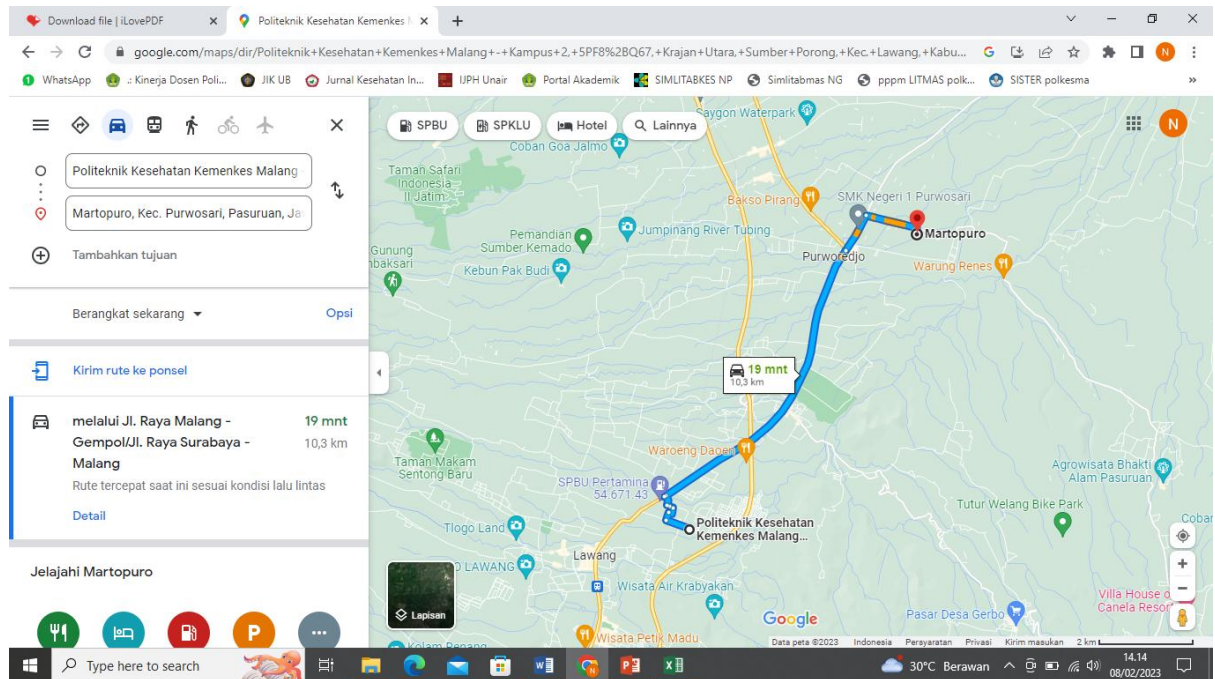 Download file | iLovePDF
Politeknik Kesehatan Kemenkes
google.com/maps/dir/Politeknik+Kesehatan+Kemenkes+Malang+-+Kampus+2,+5PF8%2BQ67,+Krajan+Utara,+Sumber+Porong,+Kec.+Lawang,+Kabu...
WhatsApp
.: Kinerja Dosen Poli...
JIK UB
Jurnal Kesehatan In...
IJPH Unair
Portal Akademik
SIMLITABKES NP
Simlitabmas NG
pppm LITMAS polk...
SISTER polkesma
»
Politeknik Kesehatan Kemenkes Malang
Martopuro, Kec. Purwosari, Pasuruan, Ja
Tambahkan tujuan
Berangkat sekarang
Opsi
Kirim rute ke ponsel
melalui Jl. Raya Malang -
Gempol/Jl. Raya Surabaya -
Malang
19 mnt
10,3 km
Rute tercepat saat ini sesuai kondisi lalu lintas
Detail
Jelajahi Martopuro
P
SPBU
SPKLU
Hotel
Lainnya
Saygon Waterpark
Coban Goa Jalmo
Taman Safari
Indonesia
II Jatim
Bakso Pirang
SMK Negeri 1 Purwosari
Martopuro
Jumpinang River Tubing
Pemandian
Sumber Kemado
Gunung
Kebun Pak Budi
Purworedjo
Warung Renes
19 mnt
10,3 km
Waroeng Daoen
Taman Makam
Sentong Baru
SPBU Pertamina
54.671.43
Agrowisata Bhakti
Alam Pasuruan
Tutur Welang Bike Park
Politeknik Kesehatan
Kemenkes Malang...
Tlogo Land
Coba
Lawang
LAWANG
Wisata Air Krabyakan
Villa House
Canela Resor
Lapisan
Google
Pasar Desa Gerbo
Wisata Petik Madu
Kolam Renang
Data peta ©2023
Indonesia
Persyaratan
Privasi
Kirim masukan
2 km
N
N
Type here to search
30°C Berawan
14.14
08/02/2023